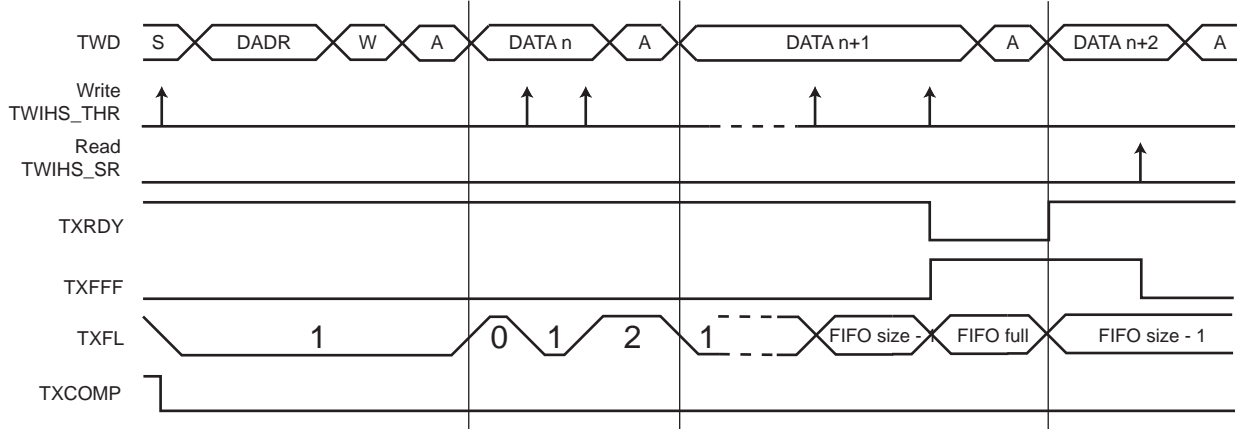 TWD S DADR W A DATA n A DATA n+1 A DATA n+2 A
Write
TWIHS_THR
Read
TWIHS_SR
TXRDY
TXFFF
TXFL 1 0 1 2 1 FIFO size - 1 FIFO full FIFO size - 1
TXCOMP